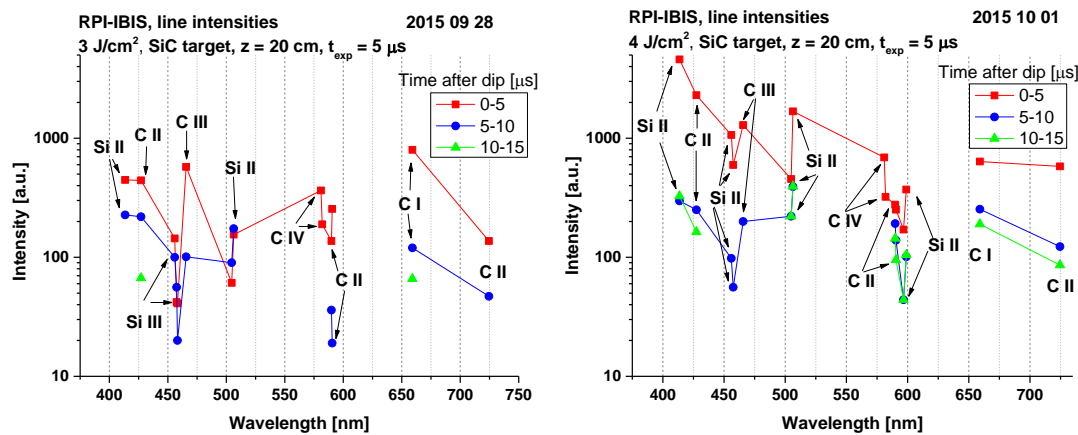 RPI-IBIS, line intensities 2015 09 28
3 J/cm², SiC target, z = 20 cm, t_exp = 5 µs
Time after dip [µs]
0-5
5-10
10-15
Si II
C II
C III
Si II
Si III
C IV
C II
C I
C II
1000
100
10
Intensity [a.u.]
400 450 500 550 600 650 700 750
Wavelength [nm]
RPI-IBIS, line intensities 2015 10 01
4 J/cm², SiC target, z = 20 cm, t_exp = 5 µs
Time after dip [µs]
0-5
5-10
10-15
Si II
C II
C III
Si II
Si II
C IV
C II
Si II
C I
C II
1000
100
10
Intensity [a.u.]
400 450 500 550 600 650 700
Wavelength [nm]